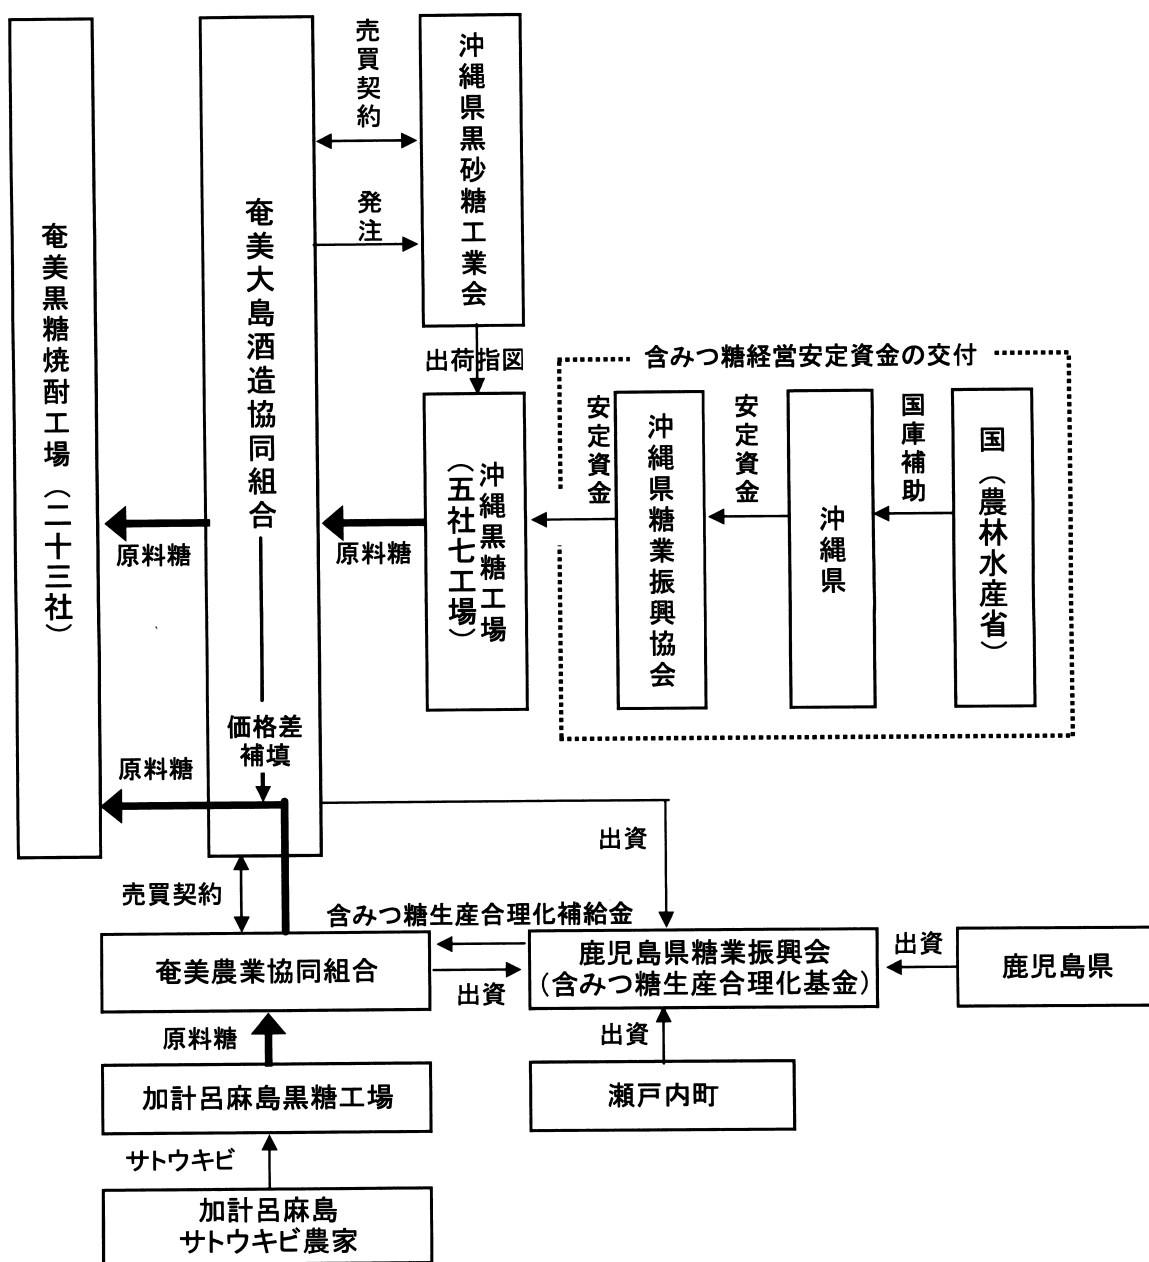 奄美黒糖焼酎工場（二十三社）
奄美大島酒造協同組合
売買契約
発注
沖縄県黒砂糖工業会
出荷指図
含みつ糖経営安定資金の交付
沖縄黒糖工場
（五社七工場）
安定資金
沖縄県糖業振興協会
安定資金
沖縄県
国庫補助
国（農林水産省）
原料糖
原料糖
価格差
補填
原料糖
出資
売買契約
含みつ糖生産合理化補給金
奄美農業協同組合
出資
鹿児島県糖業振興会
（含みつ糖生産合理化基金）
出資
鹿児島県
原料糖
出資
加計呂麻島黒糖工場
瀬戸内町
サトウキビ
加計呂麻島
サトウキビ農家